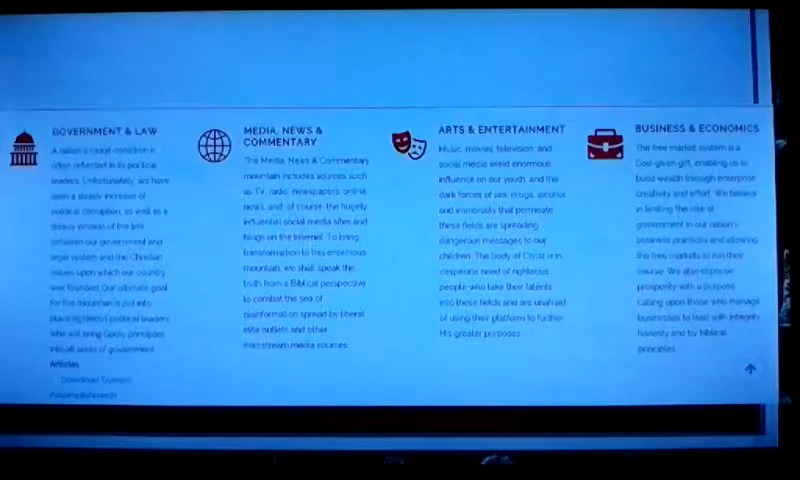 GOVERNMENT & LAW
A nation's moral condition is
often reflected in its political
leaders. Unfortunately, we have
seen a steady increase of
political corruption, as well as a
steady erosion of the link
between our government and
legal system and the Christian
values upon which our country
was founded. Our ultimate goal
for this mountain is put into
place righteous political leaders
who will bring Godly principles
into all areas of government.
Articles
Download Trump's
Accomplishments
MEDIA, NEWS &
COMMENTARY
The Media, News & Commentary
mountain includes sources such
as TV, radio, newspapers, online
news, and, of course, the hugely
influential social media sites and
blogs on the Internet. To bring
transformation to this enormous
mountain, we shall speak the
truth from a Biblical perspective
to combat the sea of
disinformation spread by liberal
elite outlets and other
mainstream media sources.
ARTS & ENTERTAINMENT
Music, movies, television, and
social media wield enormous
influence on our youth, and the
dark forces of sex, drugs, alcohol
and immorality that permeate
these fields are spreading
dangerous messages to our
children. The body of Christ is in
desperate need of righteous
people who take their talents
into these fields and are unafraid
of using their platform to further
His greater purposes.
BUSINESS & ECONOMICS
The free market system is a
God-given gift, enabling us to
build wealth through enterprise,
creativity and effort. We believe
in limiting the role of
government in our nation's
business practices and allowing
the free markets to run their
course. We also espouse
prosperity with a purpose,
calling upon those who manage
businesses to lead with integrity,
honesty and by biblical
principles.